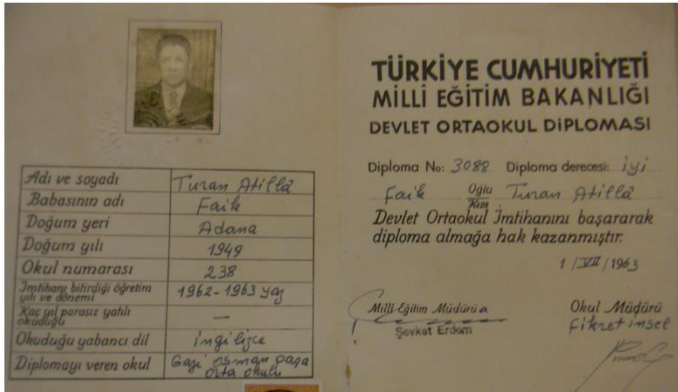 Adı ve soyadı Turan Atillâ
Babasının adı Faik
Doğum yeri Adana
Doğum yılı 1949
Okul numarası 238
İmtihanı bitirdiği öğretim yılı ve dönemi 1962-1963 yaz
Kaç yıl parasız yatılı okuduğu —
Okuduğu yabancı dil İngilizce
Diplomayı veren okul Gazi Osman Paşa Orta Okulu
TÜRKİYE CUMHURİYETİ
MİLLİ EĞİTİM BAKANLIĞI
DEVLET ORTAOKUL DİPLOMASI
Diploma No: 3088 Diploma derecesi: iyi
Faik Oğlu Kızı Turan Atillâ
Devlet Ortaokul İmtihanını başararak
diploma almağa hak kazanmıştır.
1/VII/1963
Milli Eğitim Müdürü a
Şevket Erdem
Okul Müdürü
Fikret insel